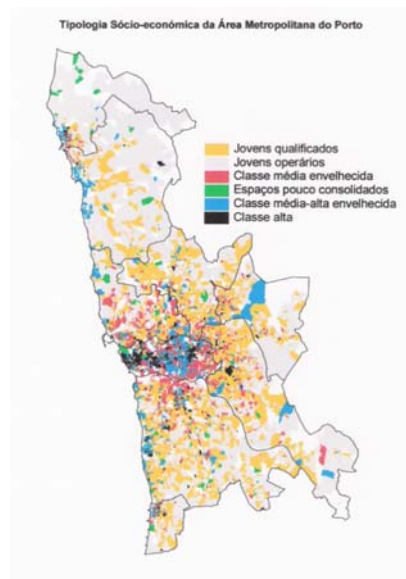 Tipologia Sócio-económica da Área Metropolitana do Porto
Jovens qualificados
Jovens operários
Classe média envelhecida
Espaços pouco consolidados
Classe média-alta envelhecida
Classe alta